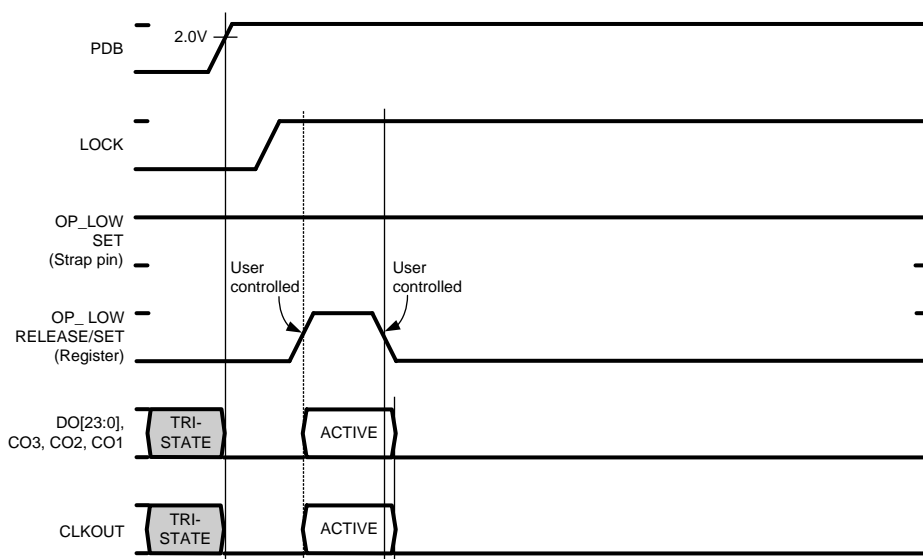 2.0V
PDB
LOCK
OP_LOW
SET
(Strap pin)
User
controlled
User
controlled
OP_ LOW
RELEASE/SET
(Register)
DO[23:0],
CO3, CO2, CO1
TRI-
STATE
ACTIVE
CLKOUT
TRI-
STATE
ACTIVE